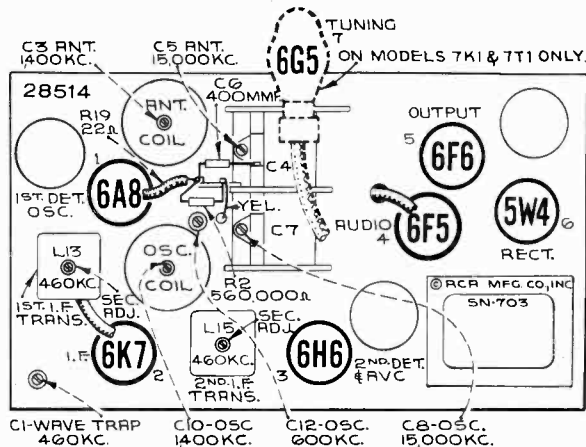 C3 ANT.
1,400KC.
C5 ANT.
15,000KC.
TUNING
7
6G5
ON MODELS 7K1 & 7T1 ONLY.
28514
C6
400MMF.
ANT.
COIL
R19
22Ω
OUTPUT
5
6F6
1
6A8
C4
1ST. DET.
OSC.
YEL.
C7
AUDIO
4
6F5
5W4
6
RECT.
L13
460KC.
1ST. I.F.
TRANS.
SEC.
ADJ.
OSC.
COIL
R2
560,000Ω
© RCA MFG. CO., INC
SN-703
I.F.
6K7
2
L15
460KC.
SEC.
ADJ.
2ND. I.F.
TRANS.
3
6H6
2ND. DET.
& AVC
C1-WAVE TRAP
460KC.
C10-OSC
1,400KC.
C12-OSC.
600KC.
C8-OSC.
15,000KC.